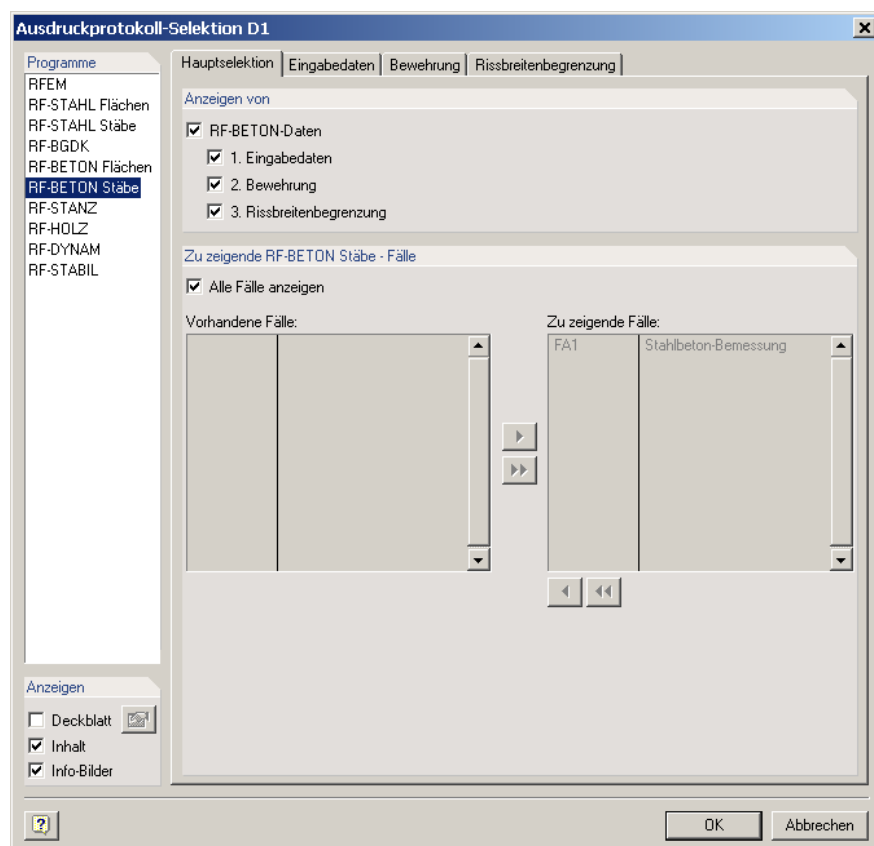 Ausdruckprotokoll-Selektion D1
Programme
RFEM
RF-STAHL Flächen
RF-STAHL Stäbe
RF-BGDK
RF-BETON Flächen
RF-BETON Stäbe
RF-STANZ
RF-HOLZ
RF-DYNAM
RF-STABIL
Anzeigen
Deckblatt
Inhalt
Info-Bilder
Hauptselektion
Eingabedaten
Bewehrung
Rissbreitenbegrenzung
Anzeigen von
RF-BETON-Daten
1. Eingabedaten
2. Bewehrung
3. Rissbreitenbegrenzung
Zu zeigende RF-BETON Stäbe - Fälle
Alle Fälle anzeigen
Vorhandene Fälle:
Zu zeigende Fälle:
FA1 Stahlbeton-Bemessung
?
OK
Abbrechen